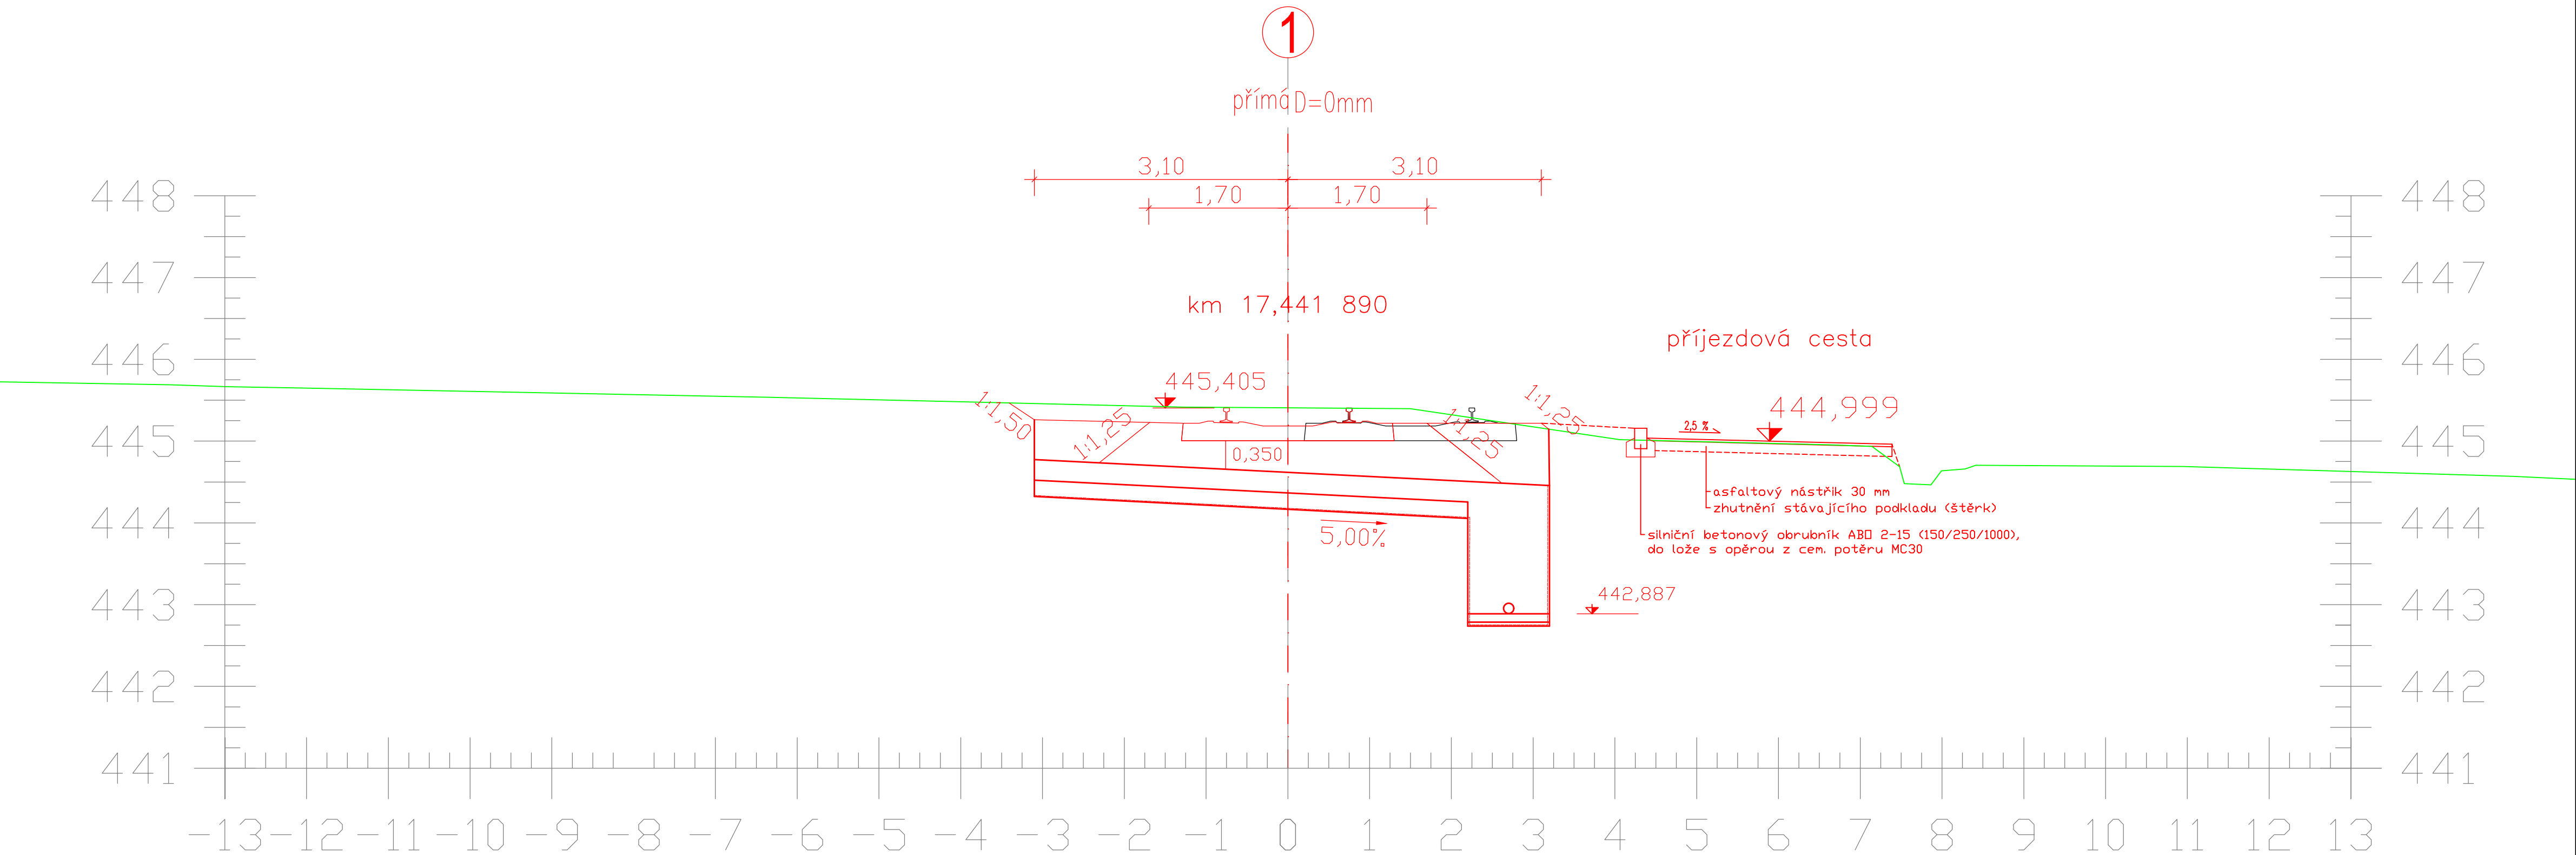 1
přímá D=0mm
3,10 3,10
1,70 1,70
448 448
447 447
km 17,441 890
příjezdová cesta
446 446
445,405
1:1,50
1:1,25
1:1,25
1:1,25
444,999
2,5 %
445 445
0,350
asfaltový nástřik 30 mm
zhutnění stávajícího podkladu (štěrk)
444 444
5,00%
silniční betonový obrubník ABO 2-15 (150/250/1000),
do lože s opěrou z cem. potěru MC30
442,887
443 443
442 442
441 441
-13 -12 -11 -10 -9 -8 -7 -6 -5 -4 -3 -2 -1 0 1 2 3 4 5 6 7 8 9 10 11 12 13